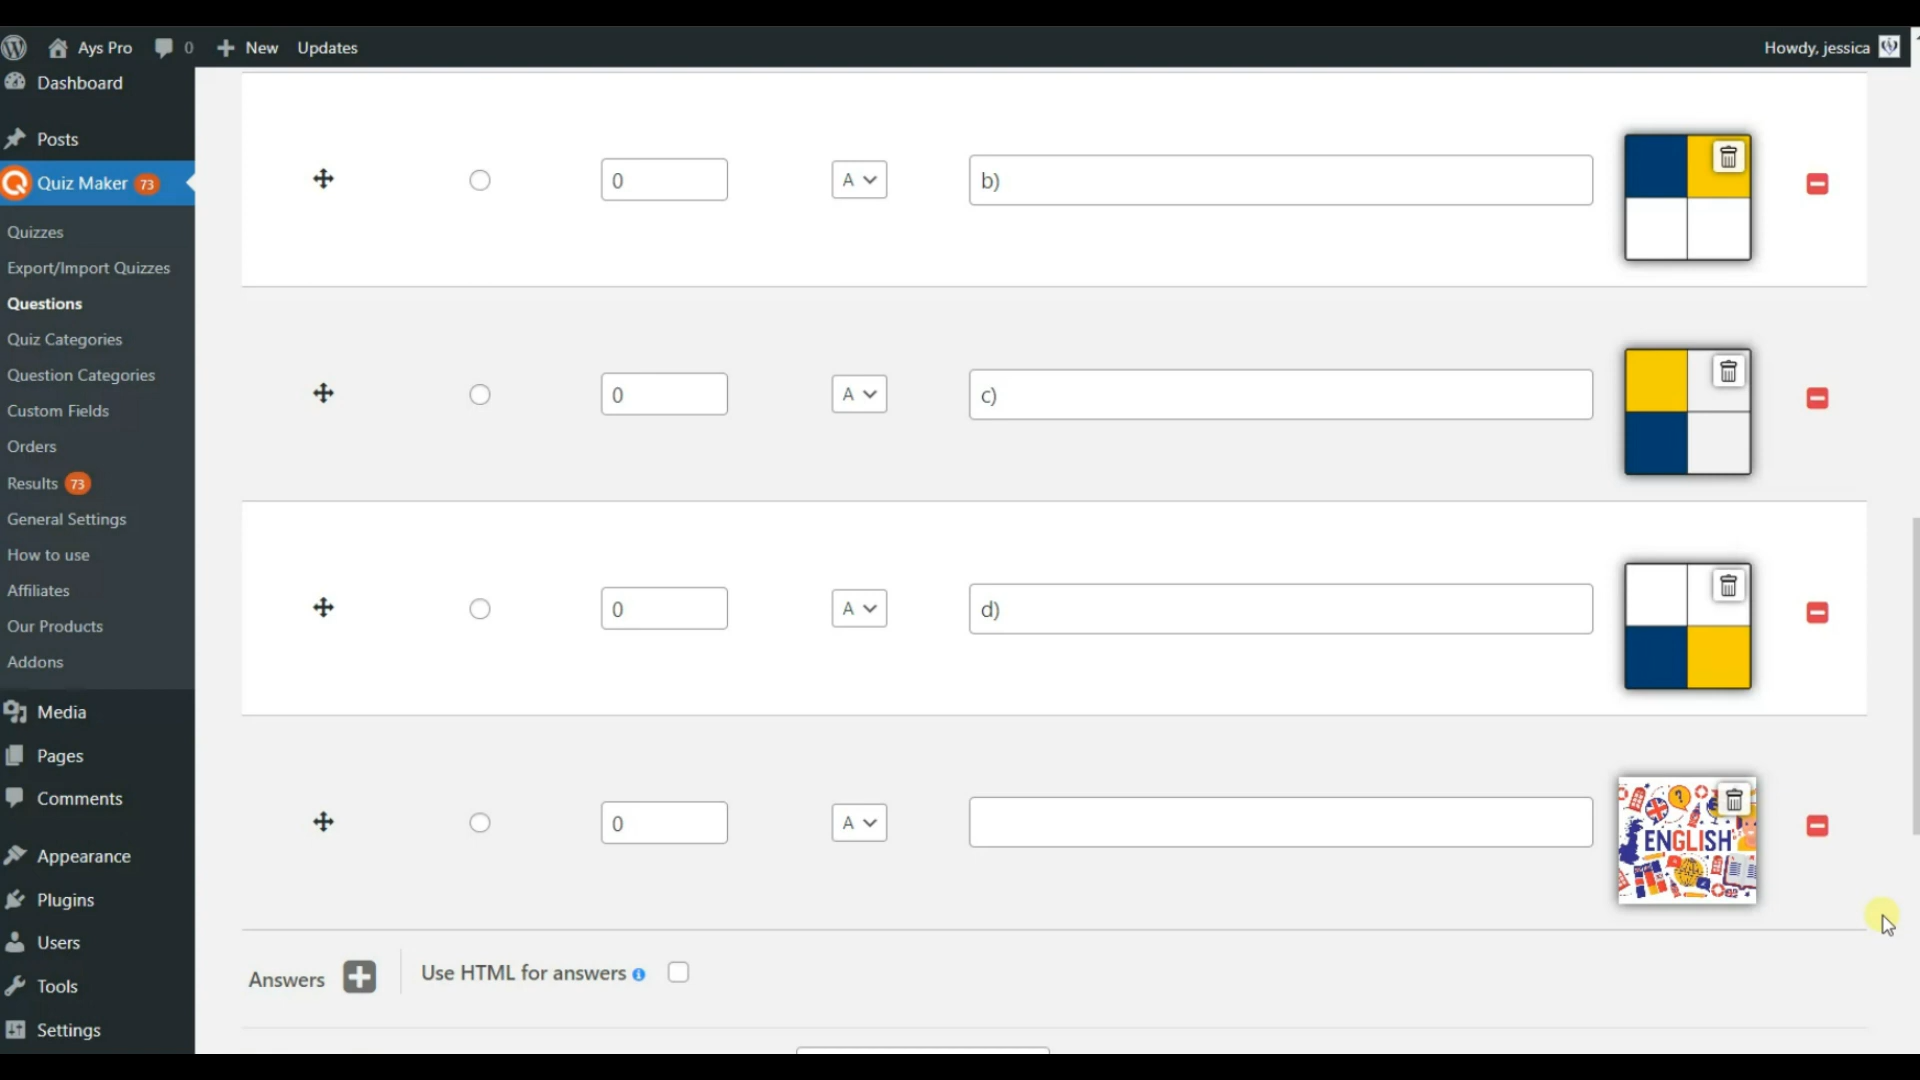 Ays Pro 0 New Updates Howdy, jessica
Dashboard
Posts
Quiz Maker 73
Quizzes
Export/Import Quizzes
Questions
Quiz Categories
Question Categories
Custom Fields
Orders
Results 73
General Settings
How to use
Affiliates
Our Products
Addons
Media
Pages
Comments
Appearance
Plugins
Users
Tools
Settings
0 A b)
0 A c)
0 A d)
0 A
ENGLISH
Answers Use HTML for answers